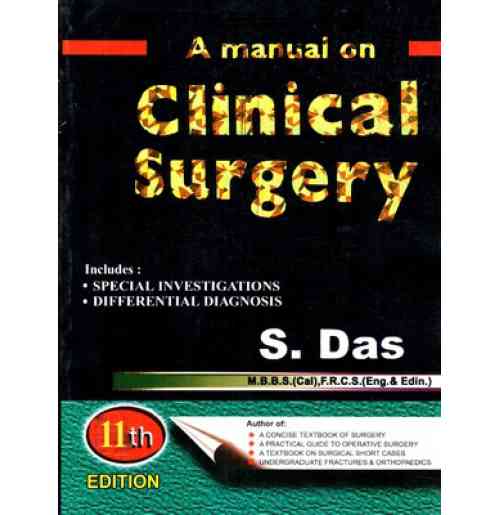 A manual on
Clinical
Surgery
Includes :
• SPECIAL INVESTIGATIONS
• DIFFERENTIAL DIAGNOSIS
S. Das
M.B.B.S.(Cal),F.R.C.S.(Eng.& Edin.)
11th
EDITION
Author of:
A CONCISE TEXTBOOK OF SURGERY
A PRACTICAL GUIDE TO OPERATIVE SURGERY
A TEXTBOOK ON SURGICAL SHORT CASES
UNDERGRADUATE FRACTURES & ORTHOPAEDICS